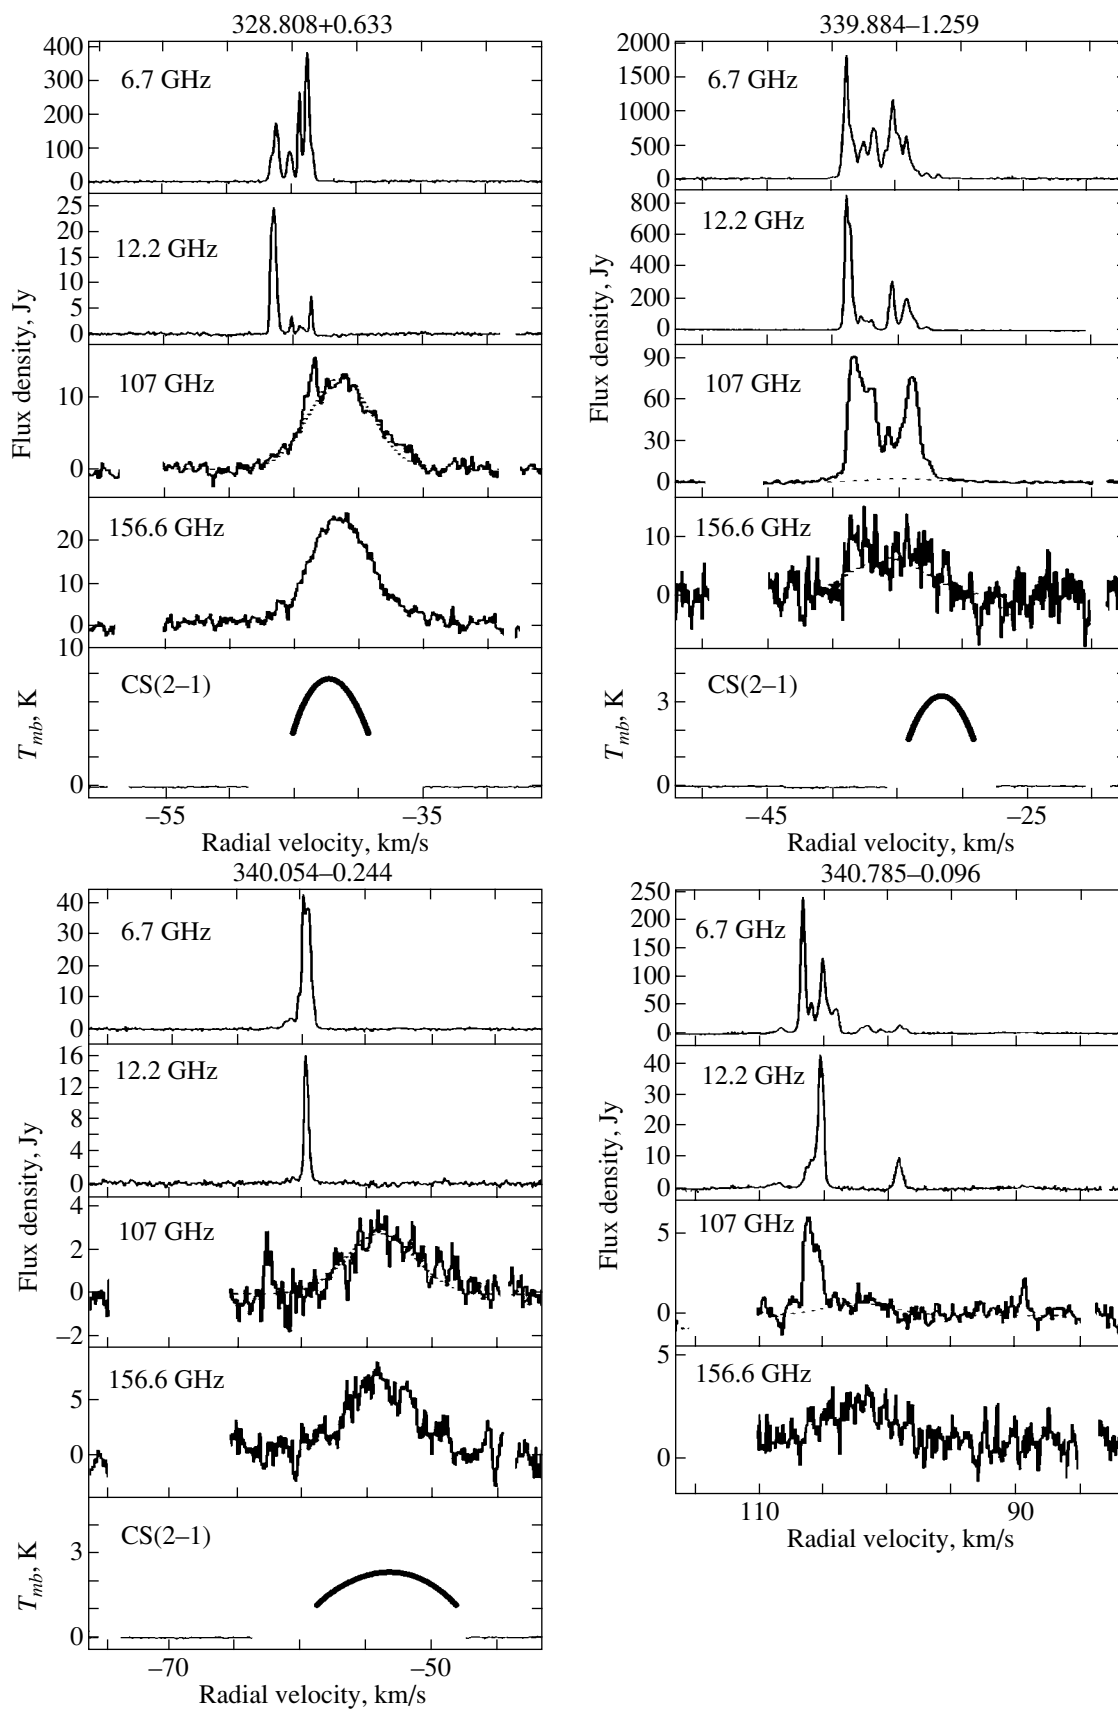 328.808+0.633
400
300
200
100
0
6.7 GHz
25
20
15
10
5
0
12.2 GHz
10
0
107 GHz
20
10
0
156.6 GHz
10
0
CS(2–1)
Flux density, Jy
T_mb, K
–55
–35
Radial velocity, km/s
339.884–1.259
2000
1500
1000
500
0
6.7 GHz
800
600
400
200
0
12.2 GHz
90
60
30
0
107 GHz
10
0
156.6 GHz
3
0
CS(2–1)
Flux density, Jy
T_mb, K
–45
–25
Radial velocity, km/s
340.054–0.244
40
30
20
10
0
6.7 GHz
16
12
8
4
0
12.2 GHz
4
2
0
–2
107 GHz
5
0
156.6 GHz
3
0
CS(2–1)
Flux density, Jy
T_mb, K
–70
–50
Radial velocity, km/s
340.785–0.096
250
200
150
100
50
0
6.7 GHz
40
30
20
10
0
12.2 GHz
5
0
107 GHz
5
0
156.6 GHz
Flux density, Jy
110
90
Radial velocity, km/s